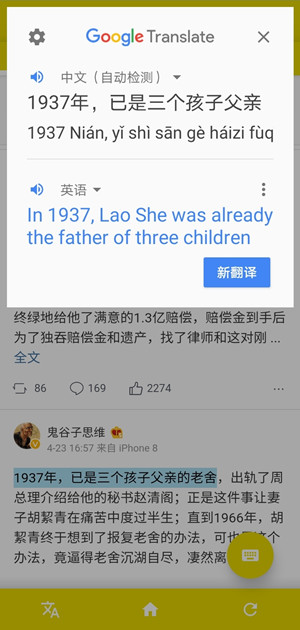 Google Translate
中文（自动检测）
1937年，已是三个孩子父亲
1937 Nián, yǐ shì sān gè háizi fùq
英语
In 1937, Lao She was already
the father of three children
新翻译
终绿地给他了满意的1.3亿赔偿，赔偿金到手后
为了独吞赔偿金和遗产，找了律师和这对刚 ...
全文
86 169 2274
鬼谷子思维
4-23 16:57 来自 iPhone 8
1937年，已是三个孩子父亲的老舍，出轨了周
总理介绍给他的秘书赵清阁；正是这件事让妻
子胡絜青在痛苦中度过半生；直到1966年，胡
絜青终于想到了报复老舍的办法，可也
办法，竟逼得老舍沉湖自尽，凄然离